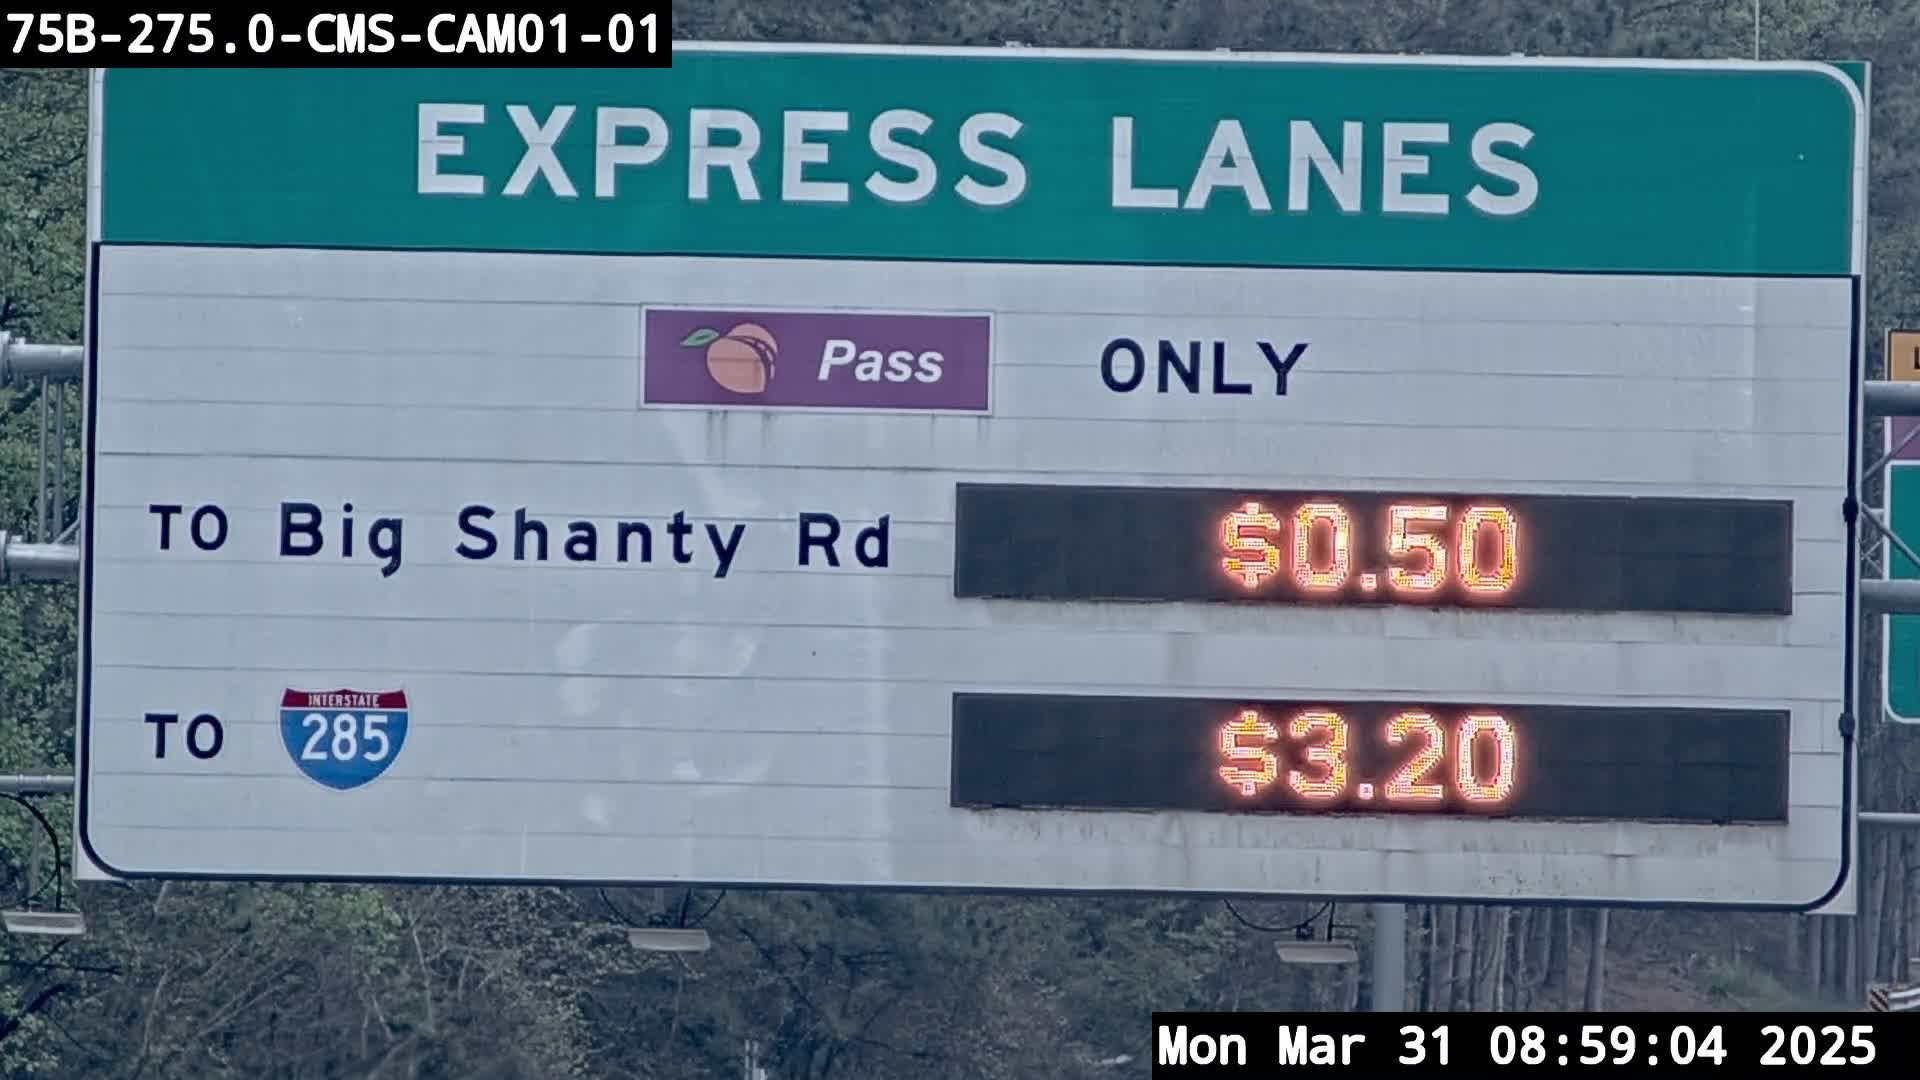 75B-275.0-CMS-CAM01-01
EXPRESS LANES
Pass ONLY
TO Big Shanty Rd $0.50
TO INTERSTATE 285 $3.20
Mon Mar 31 08:59:04 2025